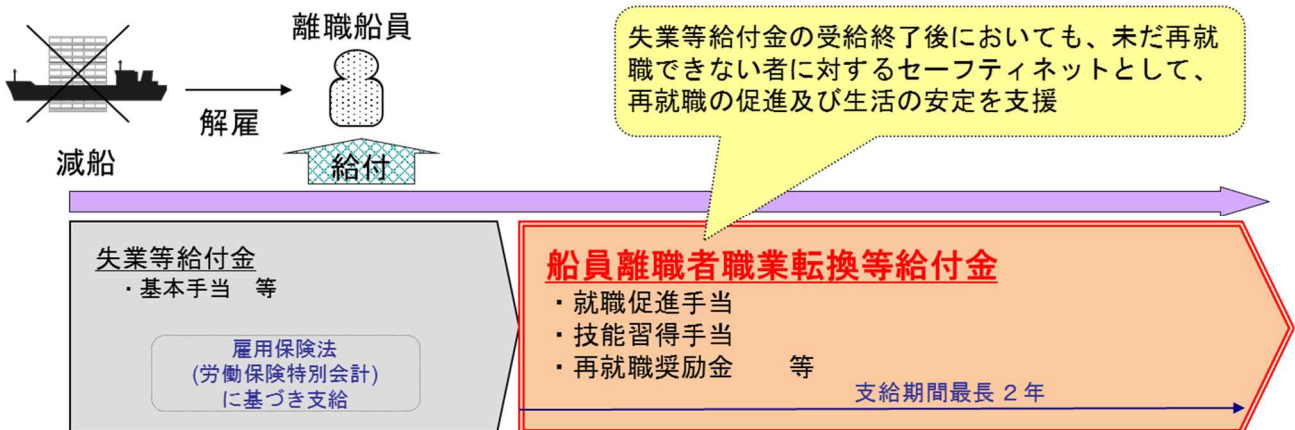 離職船員
解雇
減船
給付
失業等給付金の受給終了後においても、未だ再就
職できない者に対するセーフティネットとして、
再就職の促進及び生活の安定を支援
失業等給付金
・基本手当　等
雇用保険法
(労働保険特別会計)
に基づき支給
船員離職者職業転換等給付金
・就職促進手当
・技能習得手当
・再就職奨励金　　等
支給期間最長２年